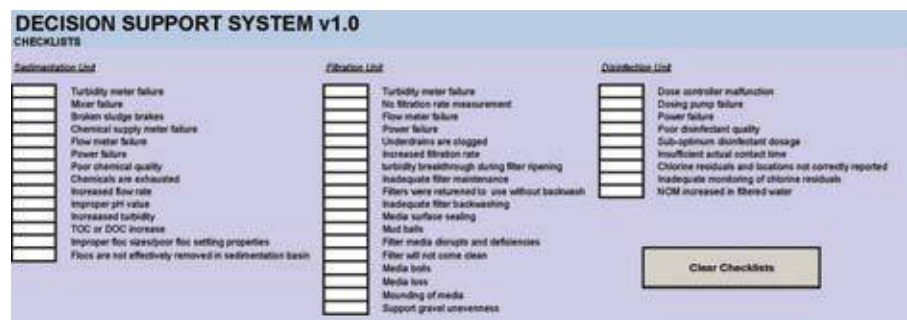 DECISION SUPPORT SYSTEM v1.0
CHECKLISTS
Sedimentation Unit
Turbidity meter failure
Mixer failure
Broken sludge brakes
Chemical supply meter failure
Flow meter failure
Power failure
Poor chemical quality
Chemicals are exhausted
Increased flow rate
Improper pH value
Increaased turbidity
TOC or DOC increase
Improper floc sizes/poor floc settling properties
Flocs are not effectively removed in sedimentation basin
Filtration Unit
Turbidity meter failure
No filtration rate measurement
Flow meter failure
Power failure
Underdrains are clogged
Increased filtration rate
turbidity breakthrough during filter ripening
Inadequate filter maintenance
Filters were returened to use without backwash
Inadequate filter backwashing
Media surface sealing
Mud balls
Filter media disrupts and deficiencies
Filter will not come clean
Media boils
Media loss
Mounding of media
Support gravel unevenness
Disinfection Unit
Dose controller malfunction
Dosing pump failure
Power failure
Poor disinfectant quality
Sub-optimum disinfectant dosage
Insufficient actual contact time
Chlorine residuals and locations not correctly reported
Inadequate monitoring of chlorine residuals
NOM increased in filtered water
Clear Checklists